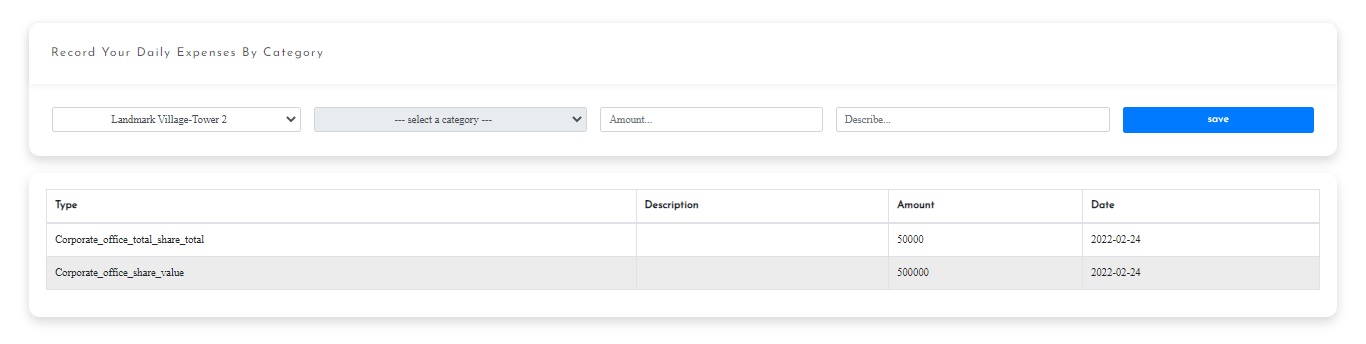 Record Your Daily Expenses By Category
Landmark Village-Tower 2 --- select a category --- Amount... Describe... save
Type Description Amount Date
Corporate_office_total_share_total 50000 2022-02-24
Corporate_office_share_value 500000 2022-02-24